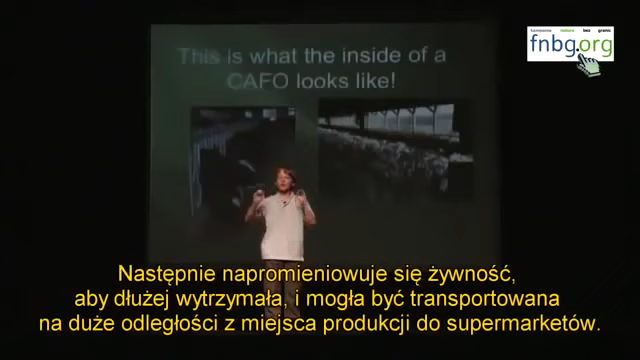 fnbg.org
This is what the inside of a
CAFO looks like!
Następnie napromieniowuje się żywność,
aby dłużej wytrzymała, i mogła być transportowana
na duże odległości z miejsca produkcji do supermarketów.